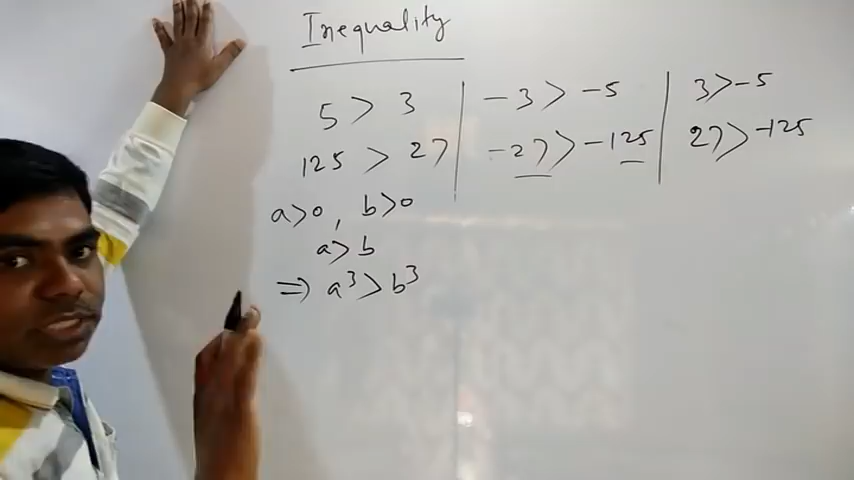 Inequality
5 > 3
125 > 27
a>0, b>0
a>b
⇒ a³ > b³
-3 > -5
-27 > -125
3 > -5
27 > -125